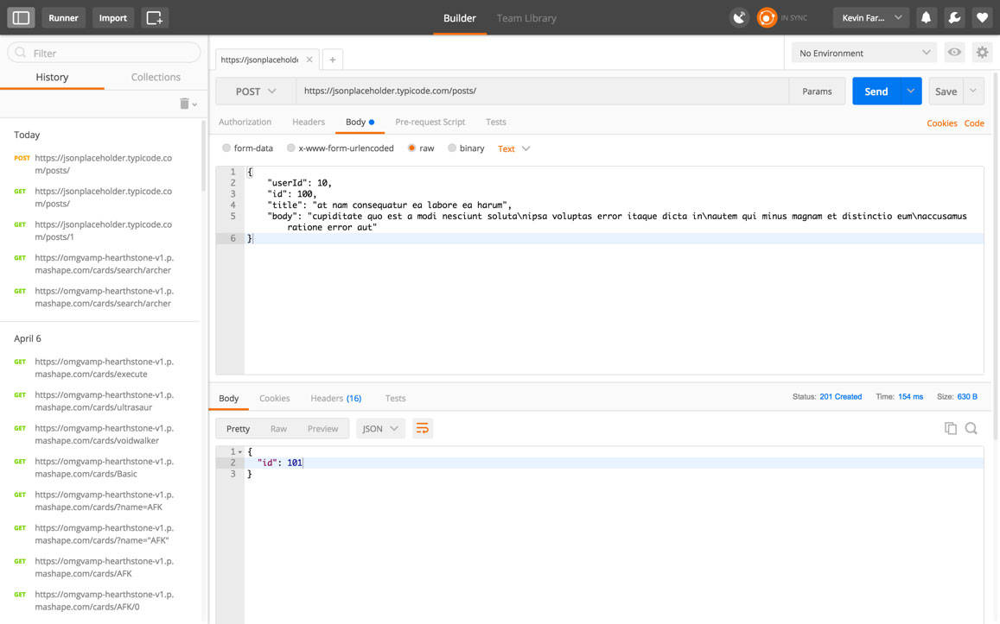 Runner
Import
Builder
Team Library
IN SYNC
Kevin Far...
Filter
History
Collections
Today
POST https://jsonplaceholder.typicode.co
m/posts/
GET https://jsonplaceholder.typicode.co
m/posts/
GET https://jsonplaceholder.typicode.co
m/posts/1
GET https://omgvamp-hearthstone-v1.p.
mashape.com/cards/search/archer
GET https://omgvamp-hearthstone-v1.p.
mashape.com/cards/search/archer
April 6
GET https://omgvamp-hearthstone-v1.p.
mashape.com/cards/execute
GET https://omgvamp-hearthstone-v1.p.
mashape.com/cards/ultrasaur
GET https://omgvamp-hearthstone-v1.p.
mashape.com/cards/voidwalker
GET https://omgvamp-hearthstone-v1.p.
mashape.com/cards/Basic
GET https://omgvamp-hearthstone-v1.p.
mashape.com/cards/?name=AFK
GET https://omgvamp-hearthstone-v1.p.
mashape.com/cards/?name="AFK"
GET https://omgvamp-hearthstone-v1.p.
mashape.com/cards/AFK
GET https://omgvamp-hearthstone-v1.p.
mashape.com/cards/AFK/0
https://jsonplaceholde
No Environment
POST
https://jsonplaceholder.typicode.com/posts/
Params
Send
Save
Authorization
Headers
Body
Pre-request Script
Tests
Cookies
Code
form-data
x-www-form-urlencoded
raw
binary
Text
1 {
2 "userId": 10,
3 "id": 100,
4 "title": "at nam consequatur ea labore ea harum",
5 "body": "cupiditate quo est a modi nesciunt soluta\nipsa voluptas error itaque dicta in\nautem qui minus magnam et distinctio eum\naccusamus
ratione error aut"
6 }
Body
Cookies
Headers (16)
Tests
Status: 201 Created
Time: 154 ms
Size: 630 B
Pretty
Raw
Preview
JSON
1 {
2 "id": 101
3 }